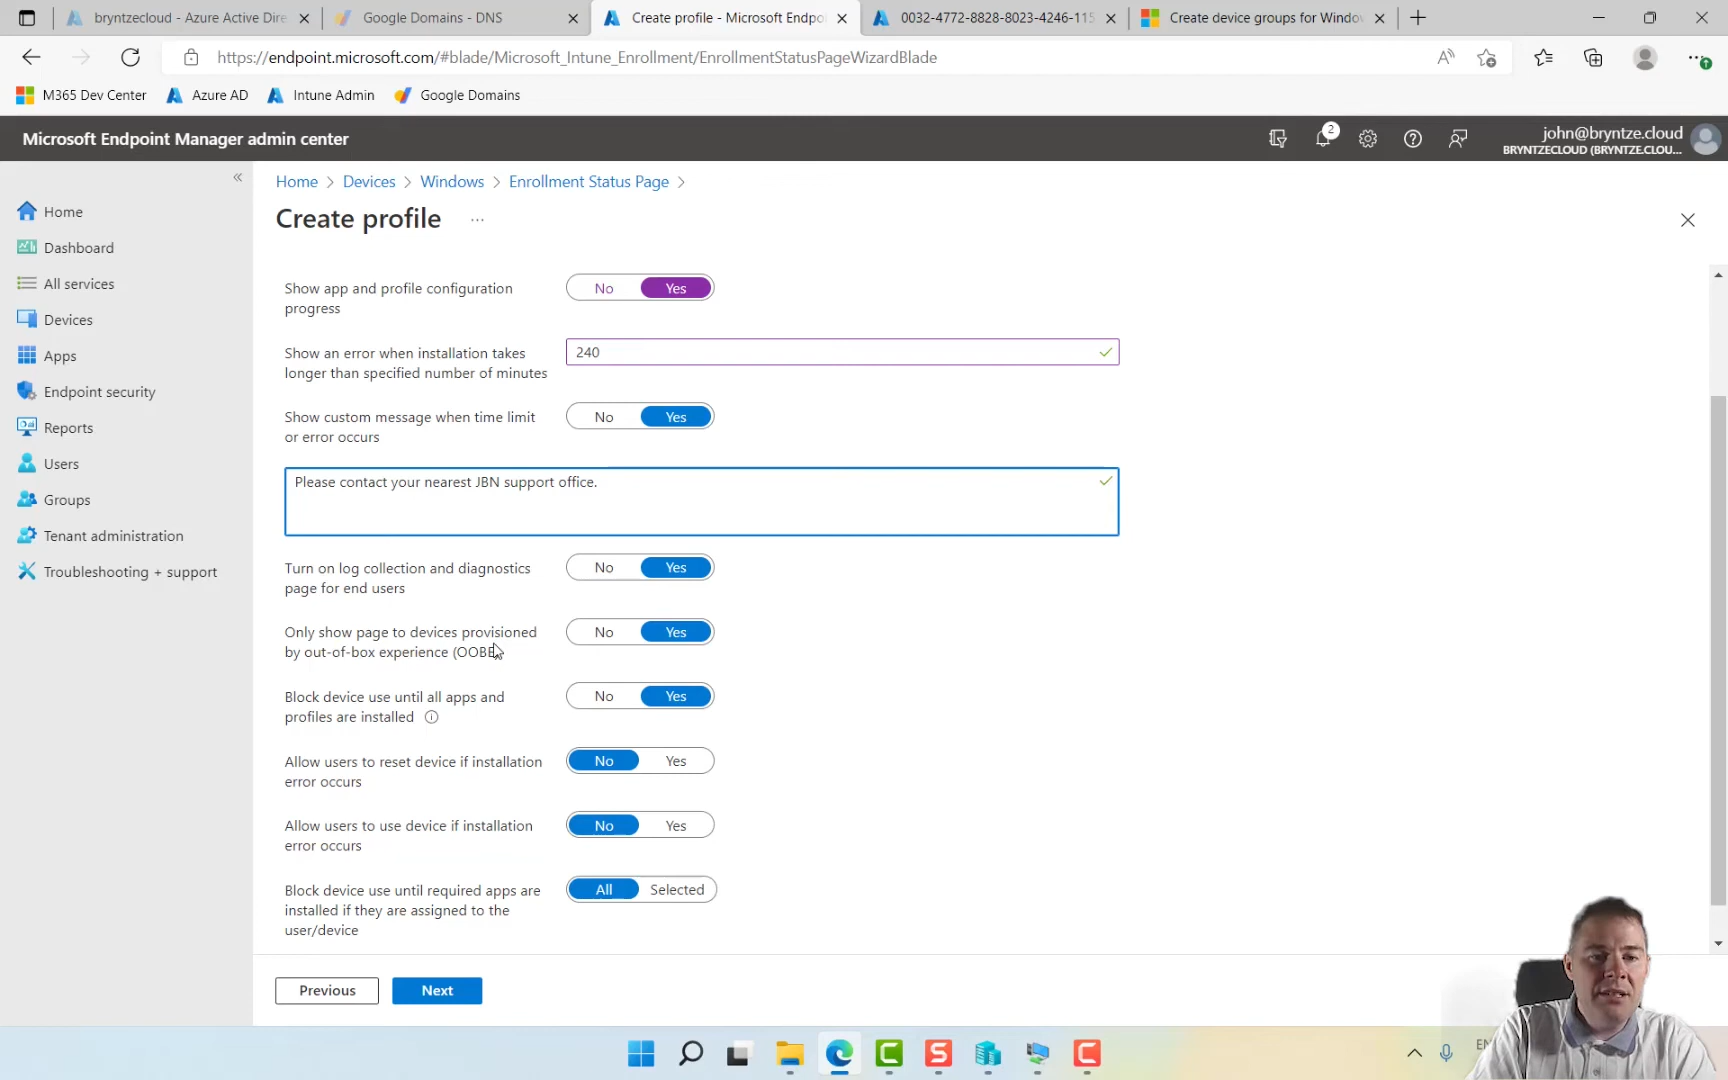 bryntzecloud - Azure Active Dire
Google Domains - DNS
Create profile - Microsoft Endpo
0032-4772-8828-8023-4246-115
Create device groups for Window
https://endpoint.microsoft.com/#blade/Microsoft_Intune_Enrollment/EnrollmentStatusPageWizardBlade
M365 Dev Center
Azure AD
Intune Admin
Google Domains
Microsoft Endpoint Manager admin center
2
john@bryntze.cloud
BRYNTZECLOUD (BRYNTZE.CLOU...
Home
Dashboard
All services
Devices
Apps
Endpoint security
Reports
Users
Groups
Tenant administration
Troubleshooting + support
Home > Devices > Windows > Enrollment Status Page >
Create profile ...
Show app and profile configuration
progress
No Yes
Show an error when installation takes
longer than specified number of minutes
240
Show custom message when time limit
or error occurs
No Yes
Please contact your nearest JBN support office.
Turn on log collection and diagnostics
page for end users
No Yes
Only show page to devices provisioned
by out-of-box experience (OOBE
No Yes
Block device use until all apps and
profiles are installed
No Yes
Allow users to reset device if installation
error occurs
No Yes
Allow users to use device if installation
error occurs
No Yes
Block device use until required apps are
installed if they are assigned to the
user/device
All Selected
Previous
Next